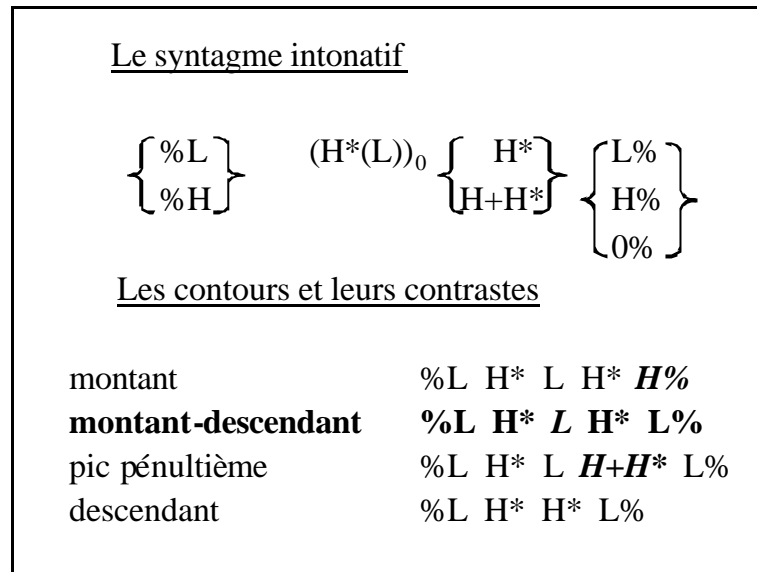 Le syntagme intonatif
%L (H*(L))₀ H* L%
%H H+H* H%
0%
Les contours et leurs contrastes
montant %L H* L H* H%
montant-descendant %L H* L H* L%
pic pénultième %L H* L H+H* L%
descendant %L H* H* L%